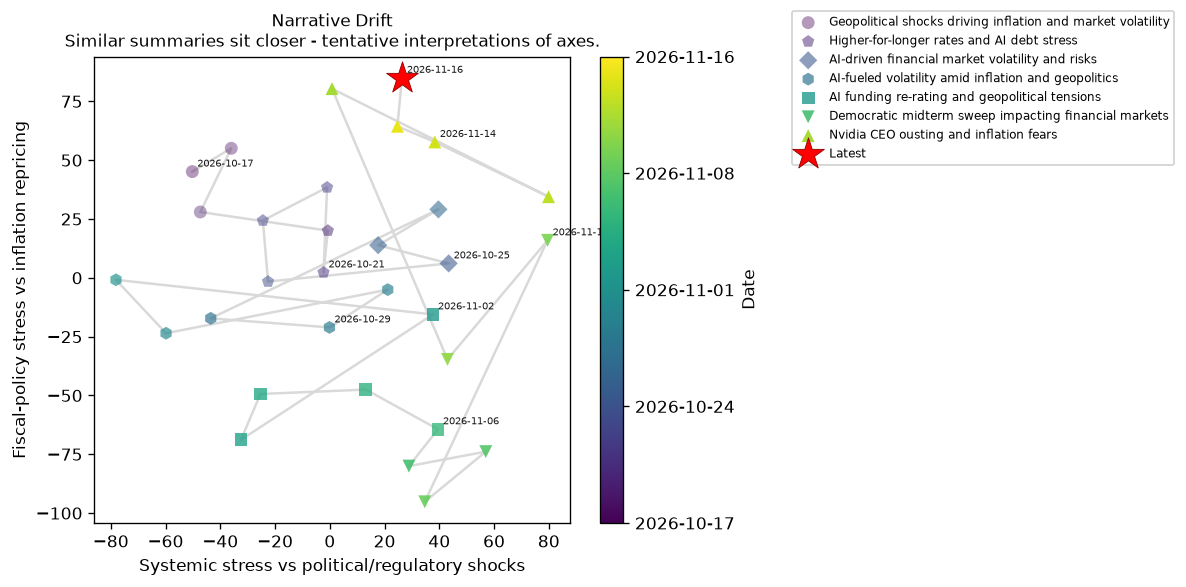 Narrative Drift
Similar summaries sit closer - tentative interpretations of axes.
Fiscal-policy stress vs inflation repricing
75
50
25
0
−25
−50
−75
−100
−80
−60
−40
−20
0
20
40
60
80
Systemic stress vs political/regulatory shocks
2026-11-16
2026-11-14
2026-10-17
2026-11-1
2026-10-25
2026-10-21
2026-11-02
2026-10-29
2026-11-06
2026-11-16
2026-11-08
2026-11-01
2026-10-24
2026-10-17
Date
Geopolitical shocks driving inflation and market volatility
Higher-for-longer rates and AI debt stress
AI-driven financial market volatility and risks
AI-fueled volatility amid inflation and geopolitics
AI funding re-rating and geopolitical tensions
Democratic midterm sweep impacting financial markets
Nvidia CEO ousting and inflation fears
Latest